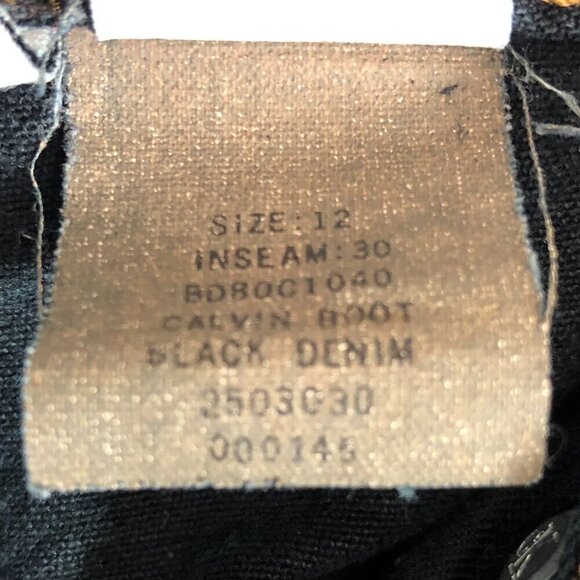 SIZE:12
INSEAM:30
BD80C1040
CALVIN BOOT
BLACK DENIM
2503030
000145